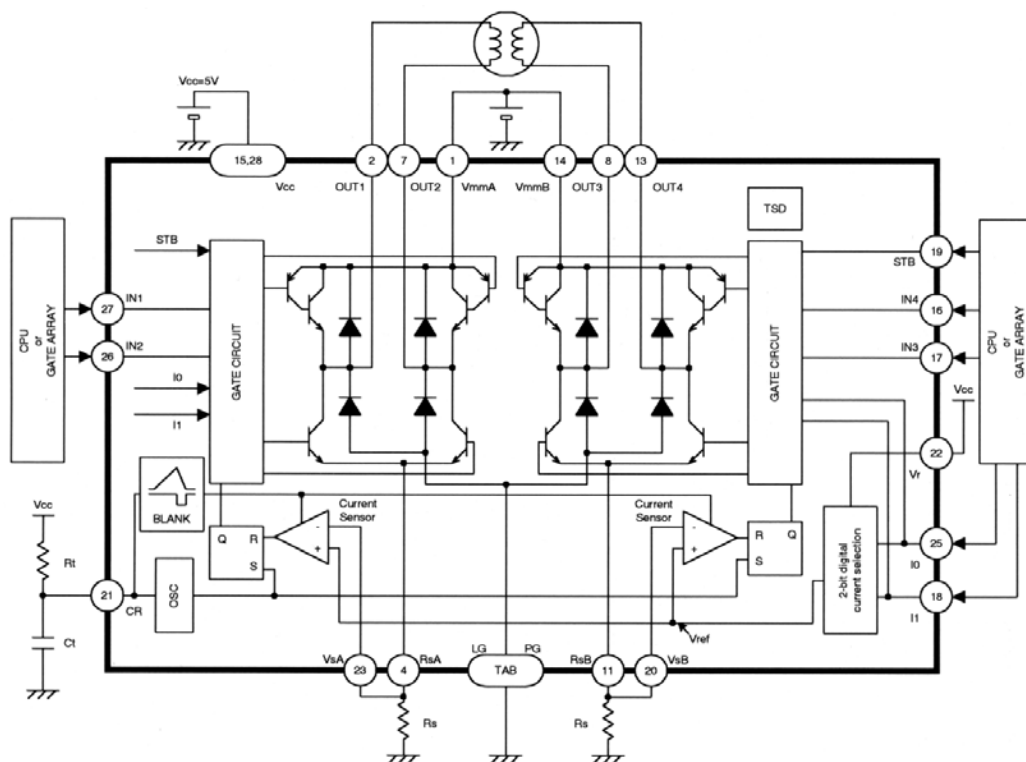 Vcc=5V
15,28
2
7
1
14
8
13
Vcc
OUT1
OUT2
VmmA
VmmB
OUT3
OUT4
TSD
STB
19
STB
CPU
or
GATE ARRAY
27
IN1
26
IN2
I0
I1
GATE CIRCUIT
GATE CIRCUIT
IN4
16
IN3
17
CPU
or
GATE ARRAY
Vcc
22
Vr
BLANK
Current
Sensor
Current
Sensor
Q
R
S
-
+
-
+
R
Q
S
2-bit digital
current selection
25
I0
18
I1
Vcc
Rt
21
CR
OSC
Ct
Vref
VsA
RsA
LG
PG
RsB
VsB
23
4
TAB
11
20
Rs
Rs